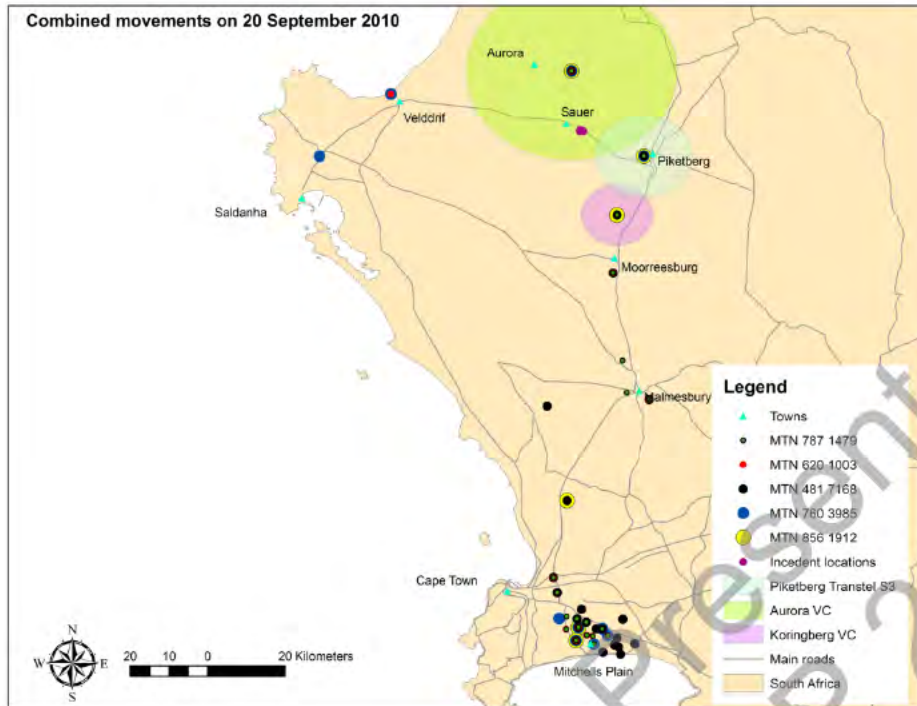 Combined movements on 20 September 2010
Aurora
Sauer
Velddrif
Piketberg
Saldanha
Moorreesburg
Malmesbury
Cape Town
Mitchells Plain
N
W E
S
20 10 0 20 Kilometers
Legend
Towns
MTN 787 1479
MTN 620 1003
MTN 481 7168
MTN 760 3985
MTN 856 1912
Incedent locations
Piketberg Transtel S3
Aurora VC
Koringberg VC
Main roads
South Africa
Present